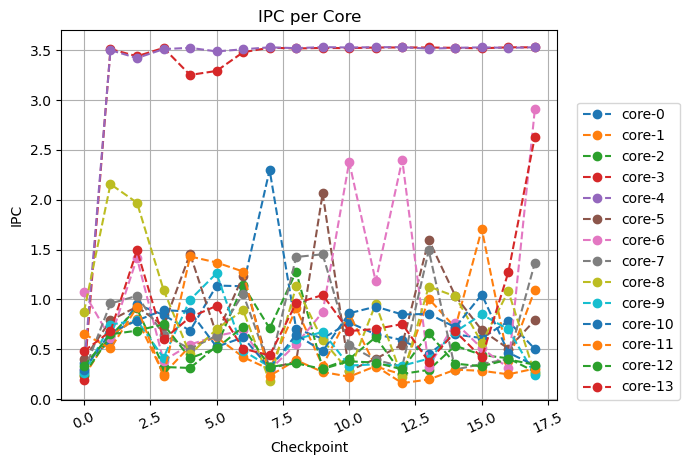 IPC per Core
3.5
3.0
2.5
2.0
1.5
1.0
0.5
0.0
IPC
0.0
2.5
5.0
7.5
10.0
12.5
15.0
17.5
Checkpoint
core-0
core-1
core-2
core-3
core-4
core-5
core-6
core-7
core-8
core-9
core-10
core-11
core-12
core-13